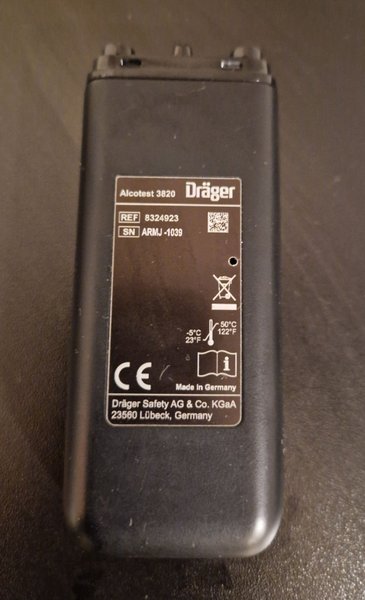 Alcotest 3820 Dräger
REF 8324923
SN ARMJ -1039
-5°C 50°C
23°F 122°F
i
CE
Made in Germany
Dräger Safety AG & Co. KGaA
23560 Lübeck, Germany